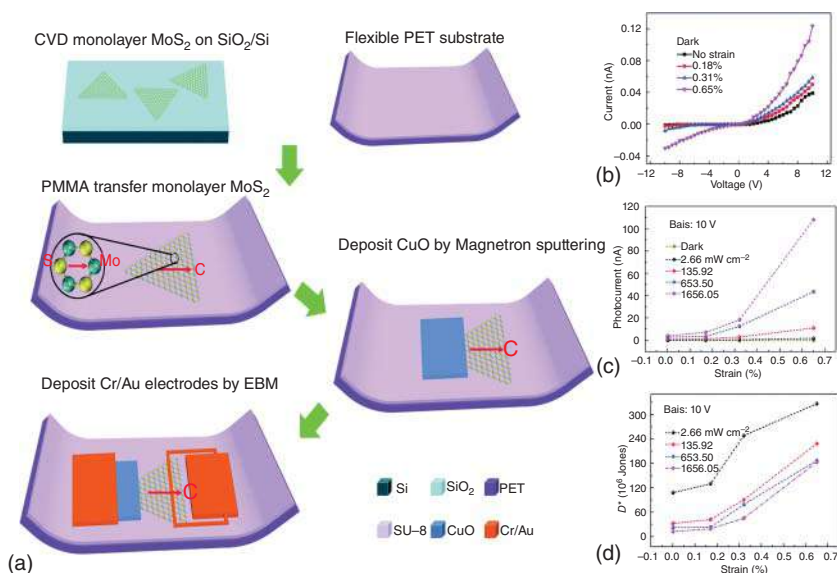 CVD monolayer MoS₂ on SiO₂/Si
Flexible PET substrate
PMMA transfer monolayer MoS₂
S
Mo
C
Deposit CuO by Magnetron sputtering
C
Deposit Cr/Au electrodes by EBM
C
Si
SiO₂
PET
SU–8
CuO
Cr/Au
(a)
0.12
0.08
0.04
0.00
−0.04
Current (nA)
Dark
No strain
0.18%
0.31%
0.65%
−12 −8 −4 0 4 8 12
Voltage (V)
(b)
120
100
80
60
40
20
0
Photocurrent (nA)
Bais: 10 V
Dark
2.66 mW cm⁻²
135.92
653.50
1656.05
−0.1 0.0 0.1 0.2 0.3 0.4 0.5 0.6 0.7
Strain (%)
(c)
300
240
180
120
60
0
D* (10⁶ Jones)
Bais: 10 V
2.66 mW cm⁻²
135.92
653.50
1656.05
−0.1 0.0 0.1 0.2 0.3 0.4 0.5 0.6 0.7
Strain (%)
(d)